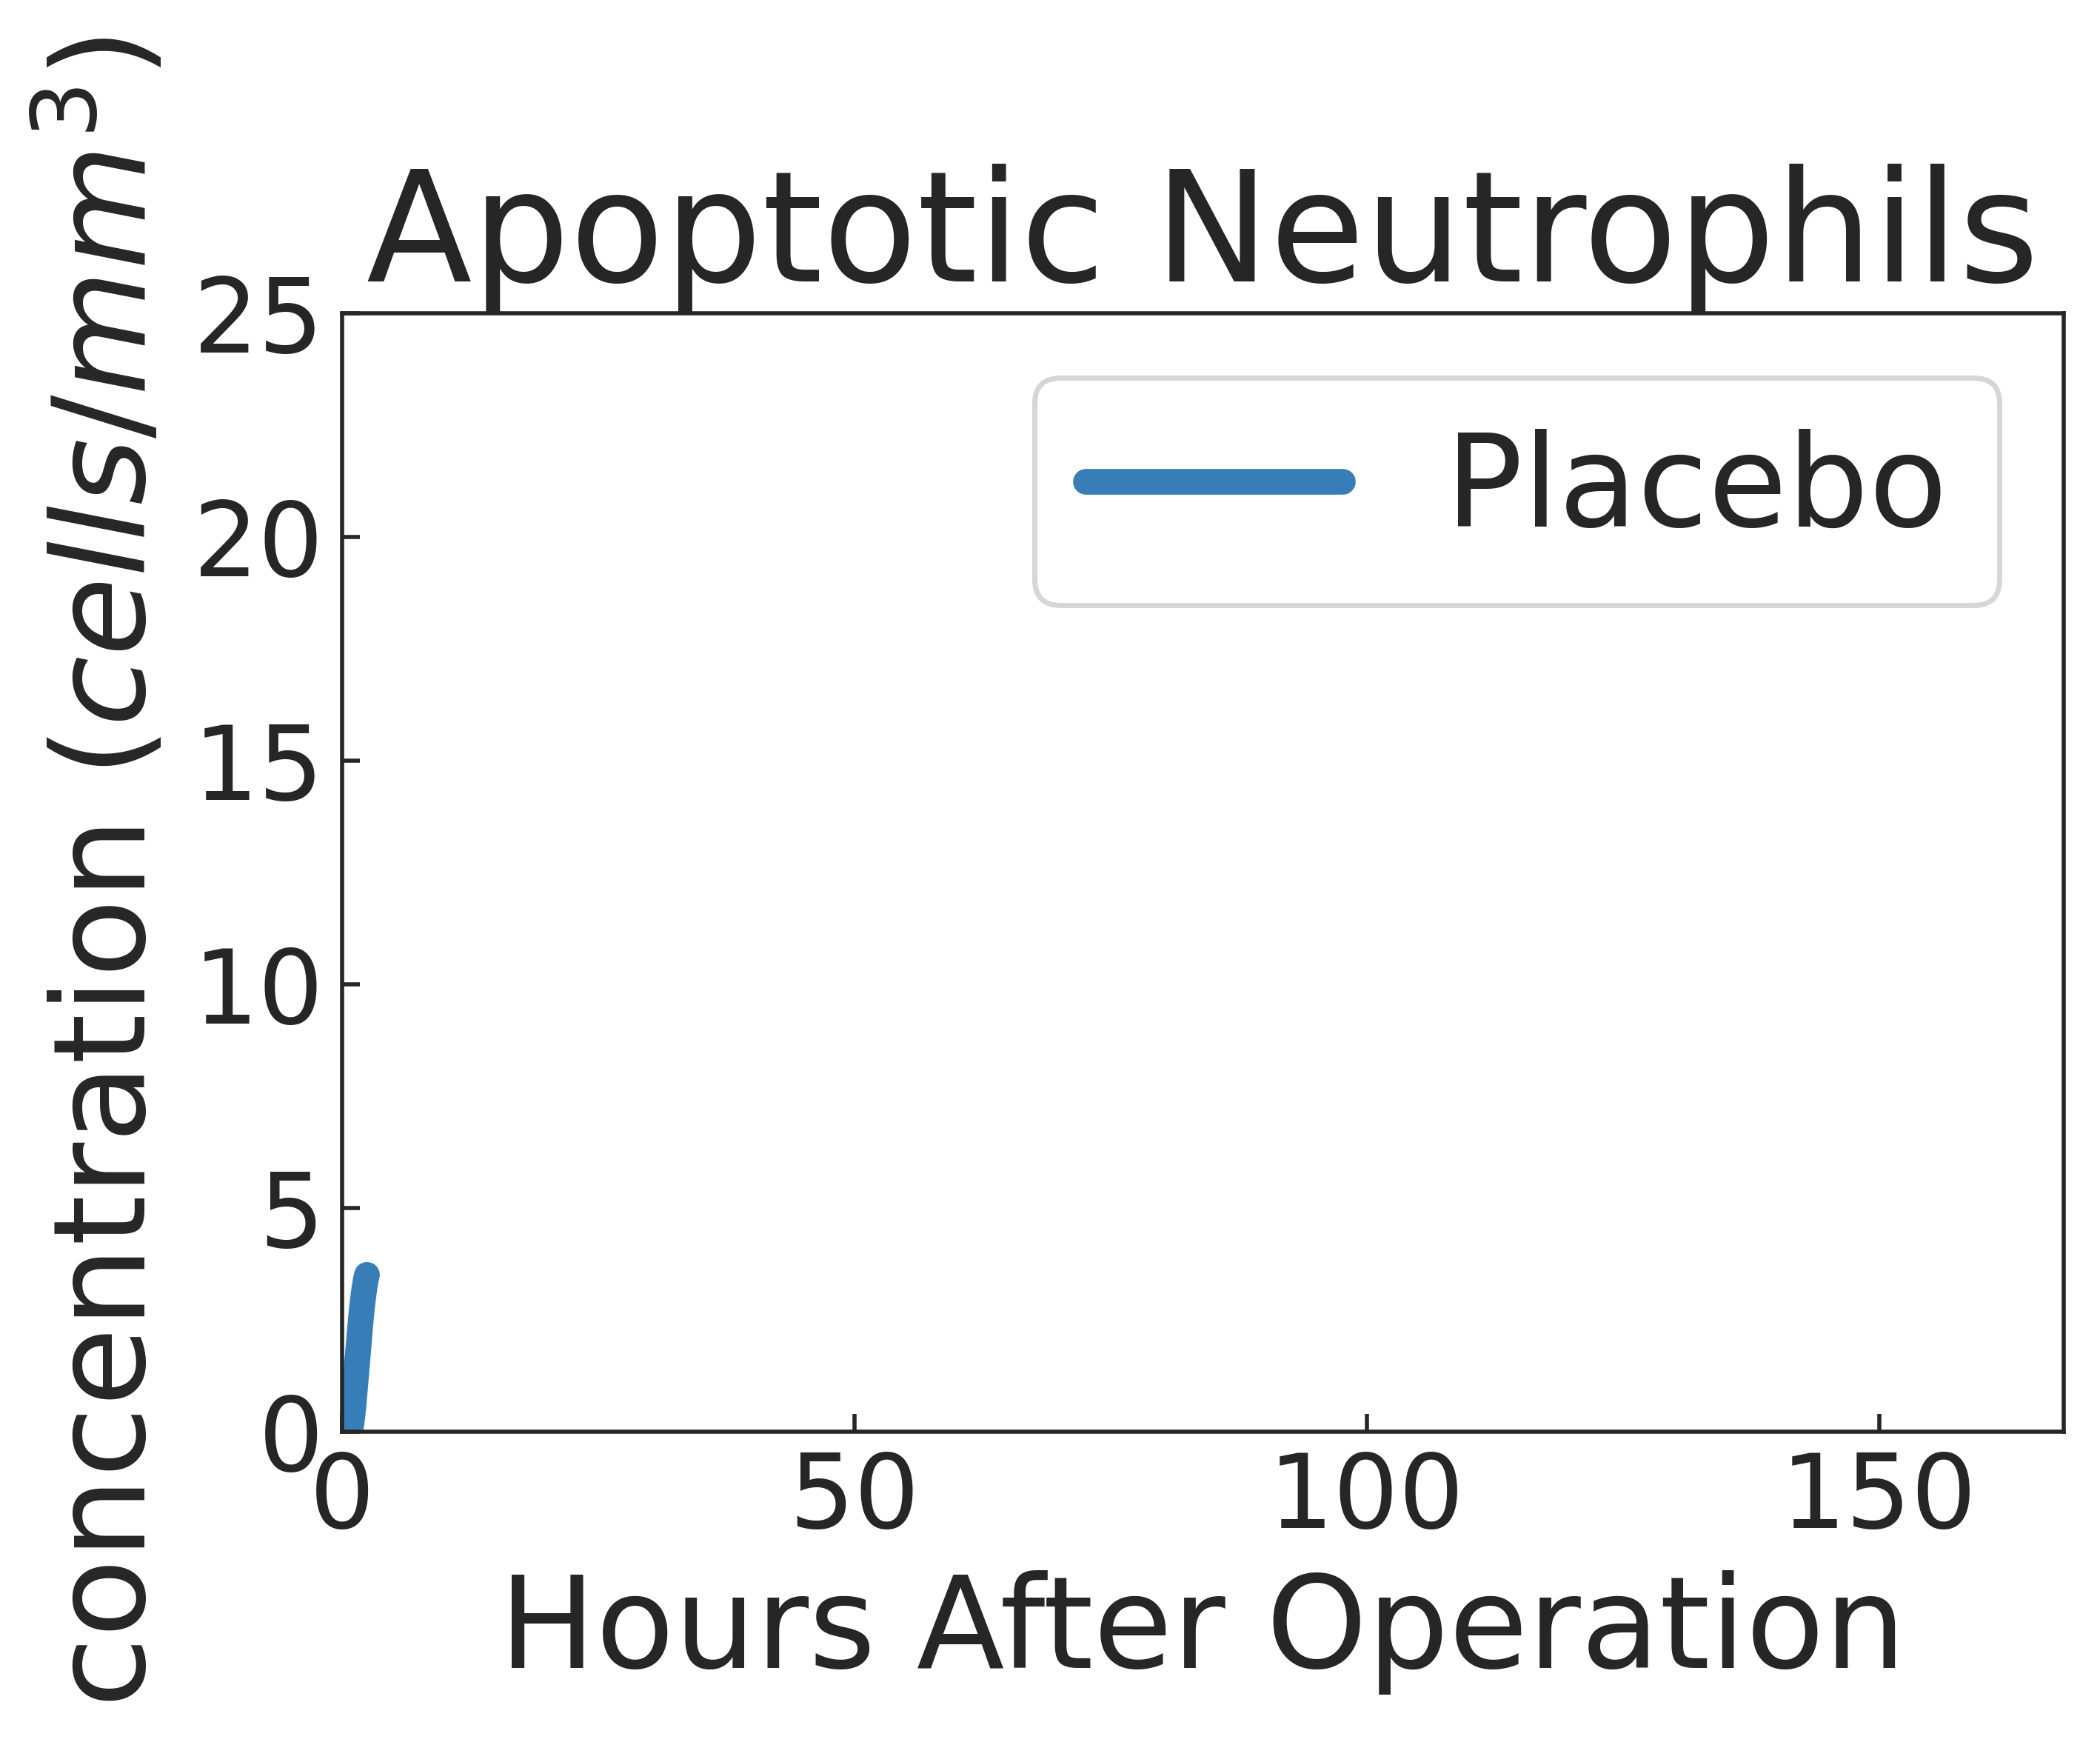 Apoptotic Neutrophils
concentration (cells/mm³)
25
20
15
10
5
0
Placebo
0 50 100 150
Hours After Operation